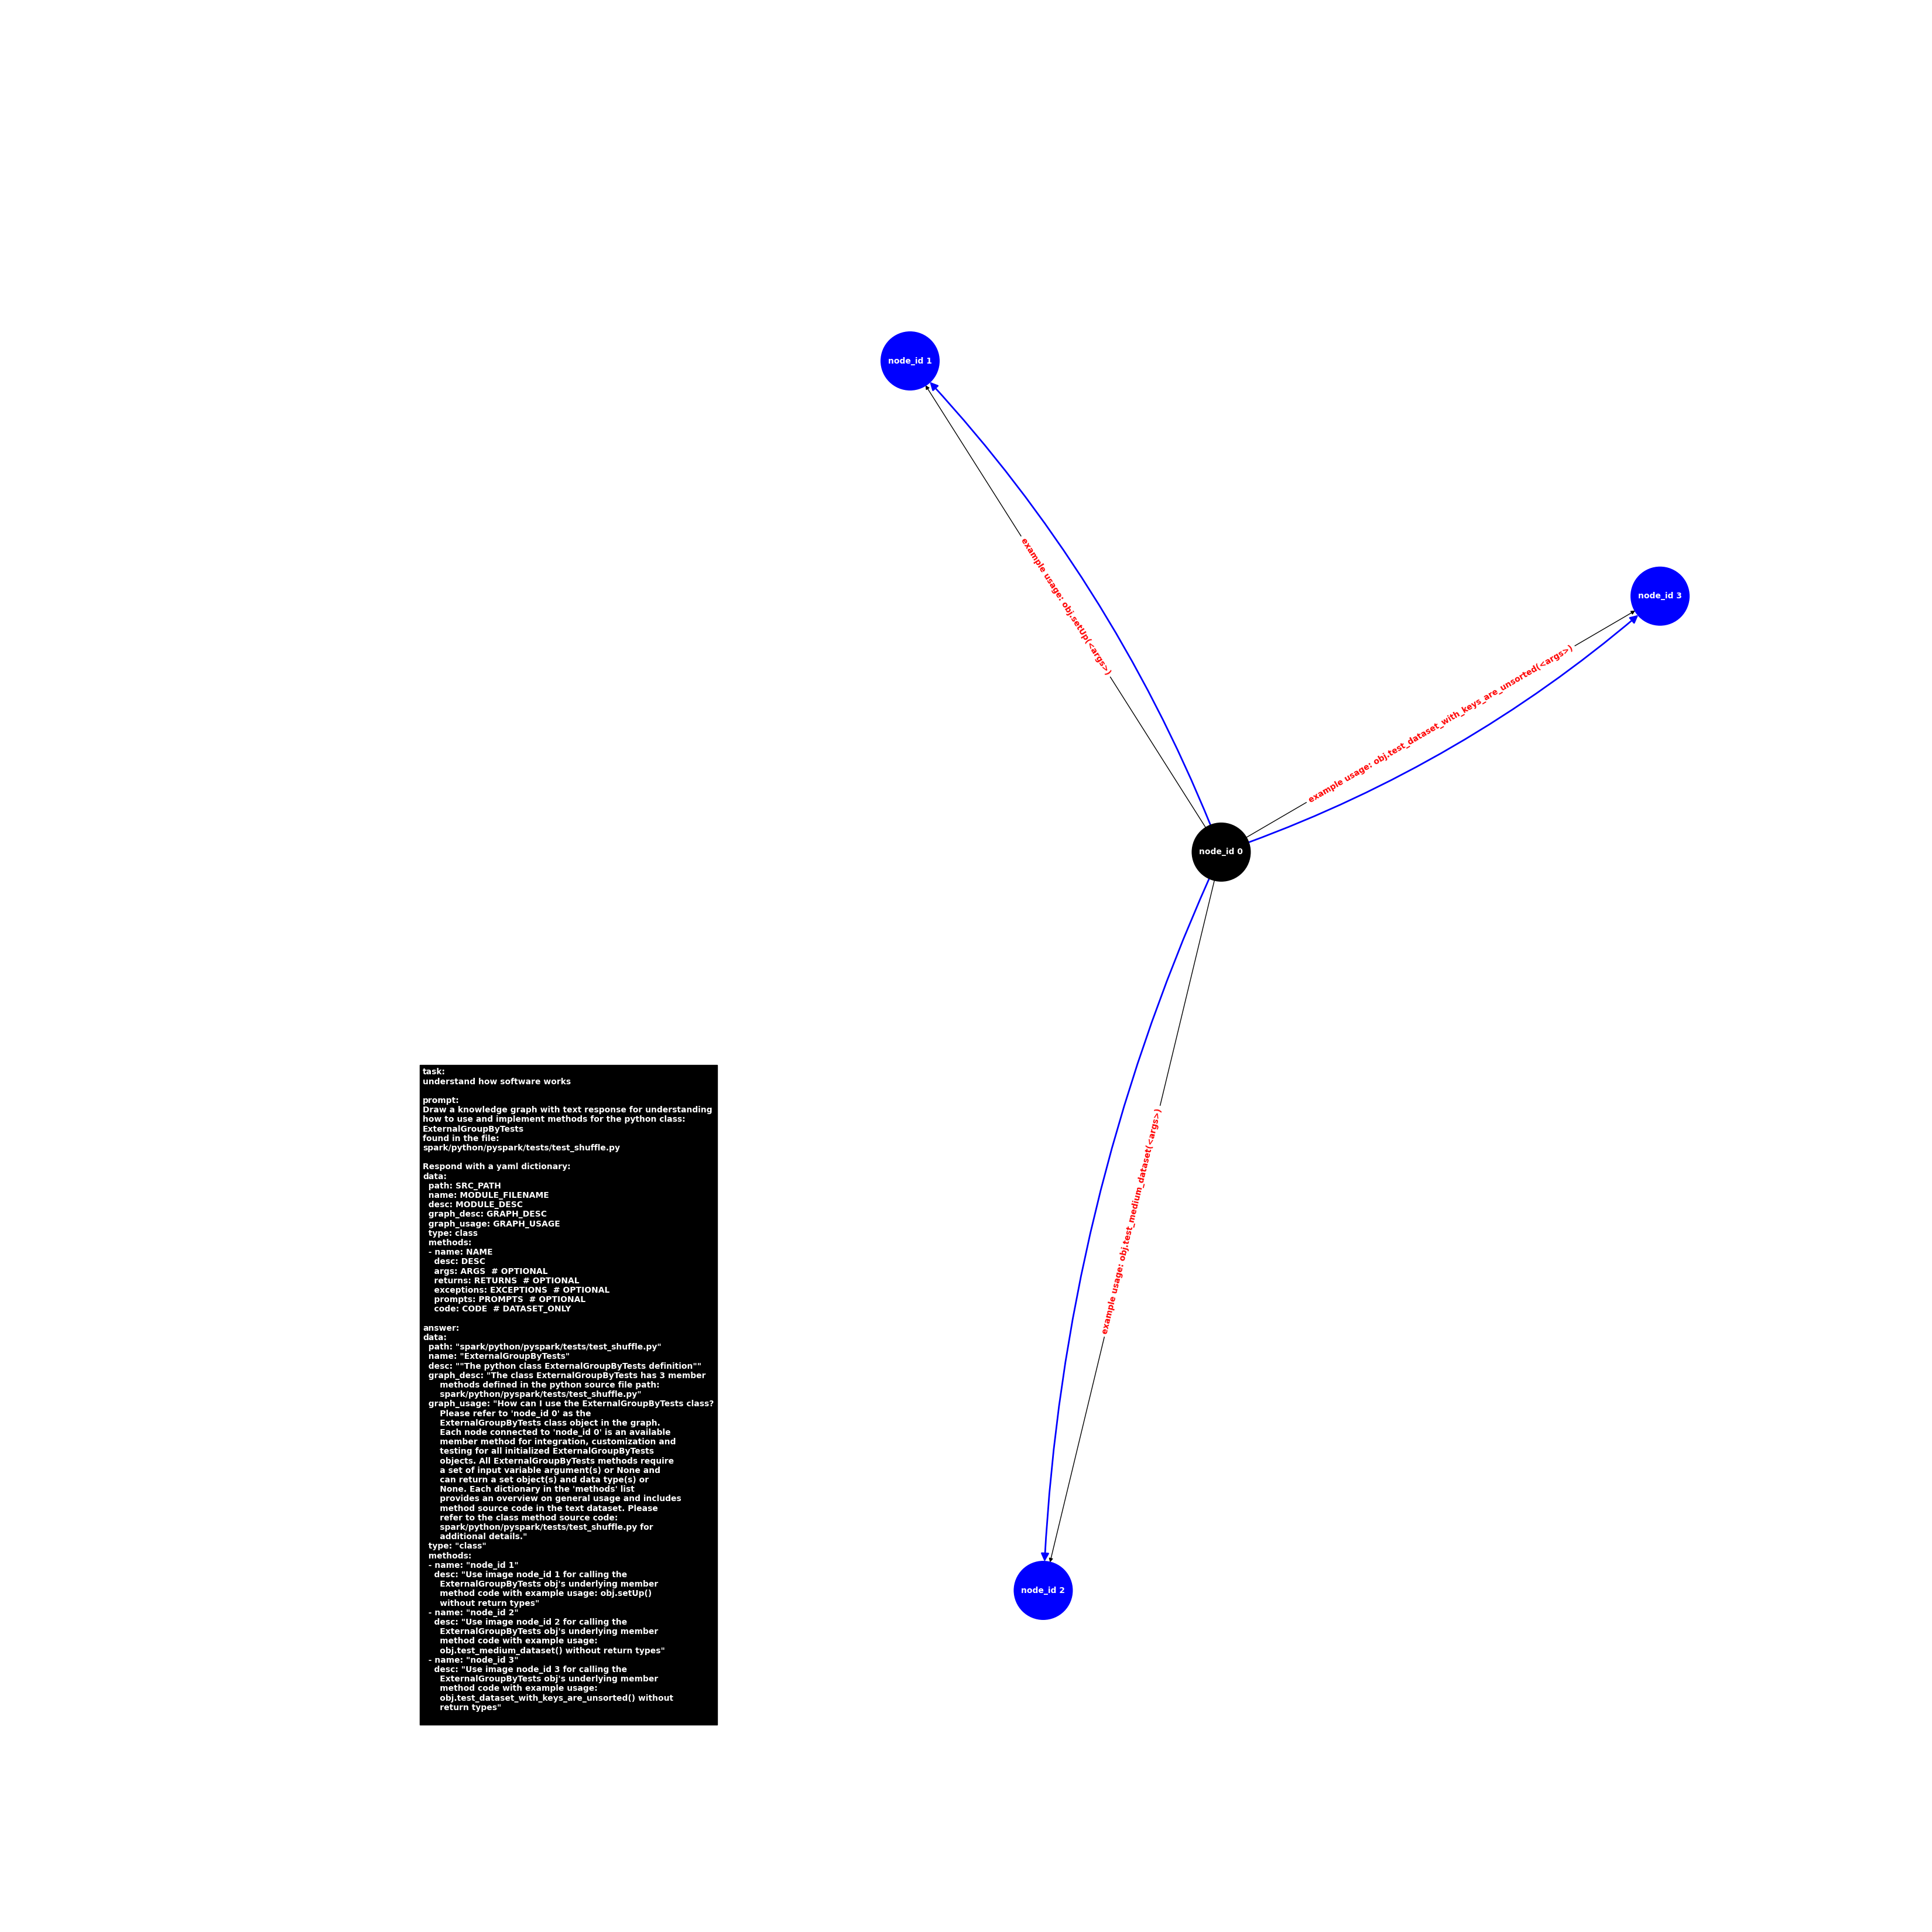 node_id 1
node_id 3
example usage: obj.setUp(<args>)
example usage: obj.test_dataset_with_keys_are_unsorted(<args>)
node_id 0
example usage: obj.test_medium_dataset(<args>)
node_id 2
task:
understand how software works

prompt:
Draw a knowledge graph with text response for understanding
how to use and implement methods for the python class:
ExternalGroupByTests
found in the file:
spark/python/pyspark/tests/test_shuffle.py

Respond with a yaml dictionary:
data:
  path: SRC_PATH
  name: MODULE_FILENAME
  desc: MODULE_DESC
  graph_desc: GRAPH_DESC
  graph_usage: GRAPH_USAGE
  type: class
  methods:
  - name: NAME
    desc: DESC
    args: ARGS  # OPTIONAL
    returns: RETURNS  # OPTIONAL
    exceptions: EXCEPTIONS  # OPTIONAL
    prompts: PROMPTS  # OPTIONAL
    code: CODE  # DATASET_ONLY

answer:
data:
  path: "spark/python/pyspark/tests/test_shuffle.py"
  name: "ExternalGroupByTests"
  desc: ""The python class ExternalGroupByTests definition""
  graph_desc: "The class ExternalGroupByTests has 3 member
      methods defined in the python source file path:
      spark/python/pyspark/tests/test_shuffle.py"
  graph_usage: "How can I use the ExternalGroupByTests class?
      Please refer to 'node_id 0' as the
      ExternalGroupByTests class object in the graph.
      Each node connected to 'node_id 0' is an available
      member method for integration, customization and
      testing for all initialized ExternalGroupByTests
      objects. All ExternalGroupByTests methods require
      a set of input variable argument(s) or None and
      can return a set object(s) and data type(s) or
      None. Each dictionary in the 'methods' list
      provides an overview on general usage and includes
      method source code in the text dataset. Please
      refer to the class method source code:
      spark/python/pyspark/tests/test_shuffle.py for
      additional details."
  type: "class"
  methods:
  - name: "node_id 1"
    desc: "Use image node_id 1 for calling the
      ExternalGroupByTests obj's underlying member
      method code with example usage: obj.setUp()
      without return types"
  - name: "node_id 2"
    desc: "Use image node_id 2 for calling the
      ExternalGroupByTests obj's underlying member
      method code with example usage:
      obj.test_medium_dataset() without return types"
  - name: "node_id 3"
    desc: "Use image node_id 3 for calling the
      ExternalGroupByTests obj's underlying member
      method code with example usage:
      obj.test_dataset_with_keys_are_unsorted() without
      return types"